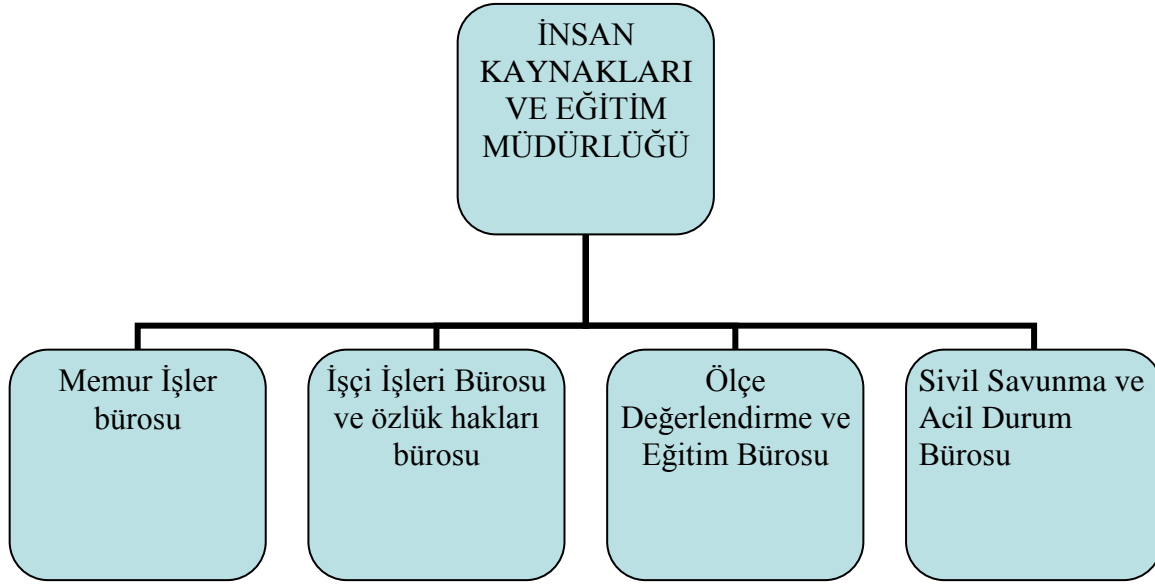 İNSAN
KAYNAKLARI
VE EĞİTİM
MÜDÜRLÜĞÜ
Memur İşler
bürosu
İşçi İşleri Bürosu
ve özlük hakları
bürosu
Ölçe
Değerlendirme ve
Eğitim Bürosu
Sivil Savunma ve
Acil Durum
Bürosu